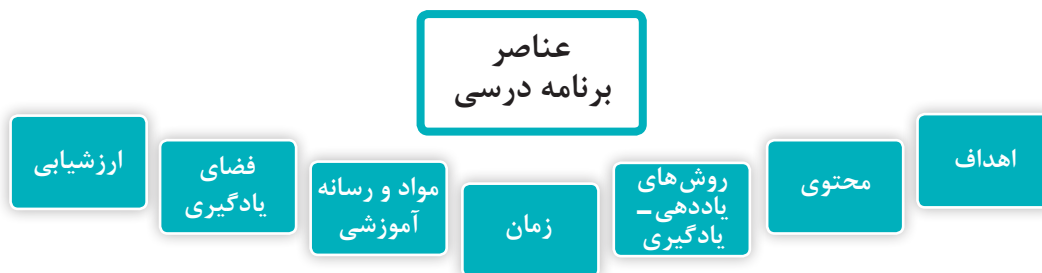 عناصر
برنامه درسی
اهداف
محتوی
روش‌های
یاددهی ـ
یادگیری
زمان
مواد و رسانه
آموزشی
فضای
یادگیری
ارزشیابی